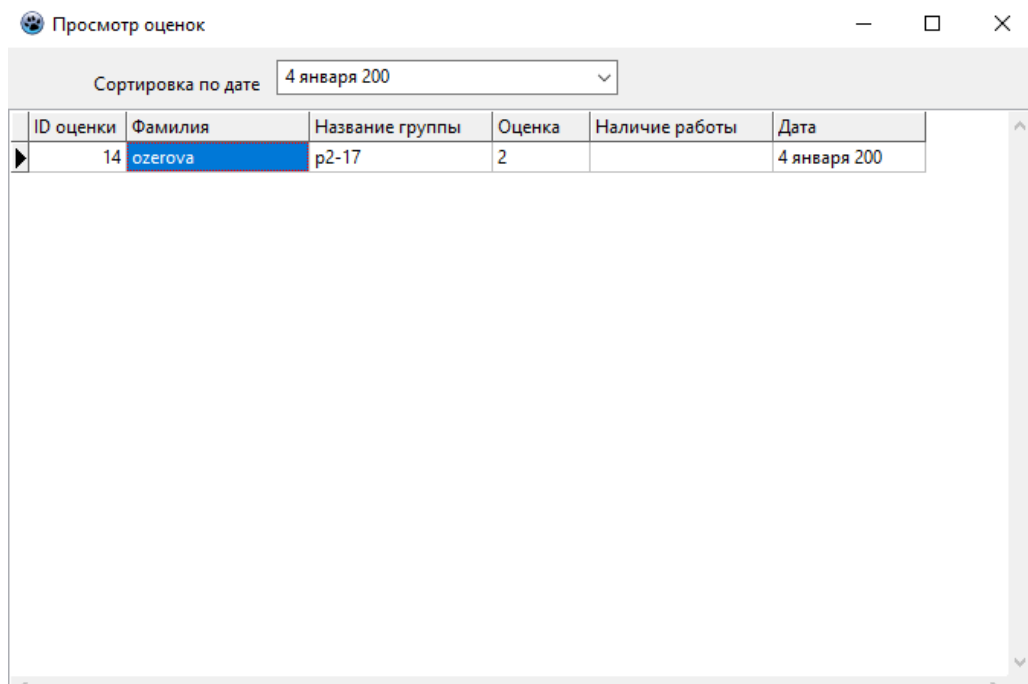 Просмотр оценок
Сортировка по дате 4 января 200
ID оценки Фамилия Название группы Оценка Наличие работы Дата
14 ozerova p2-17 2 4 января 200